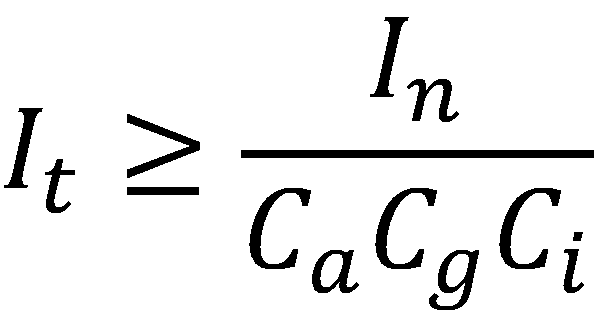 I_t ≥ I_n / C_a C_g C_i